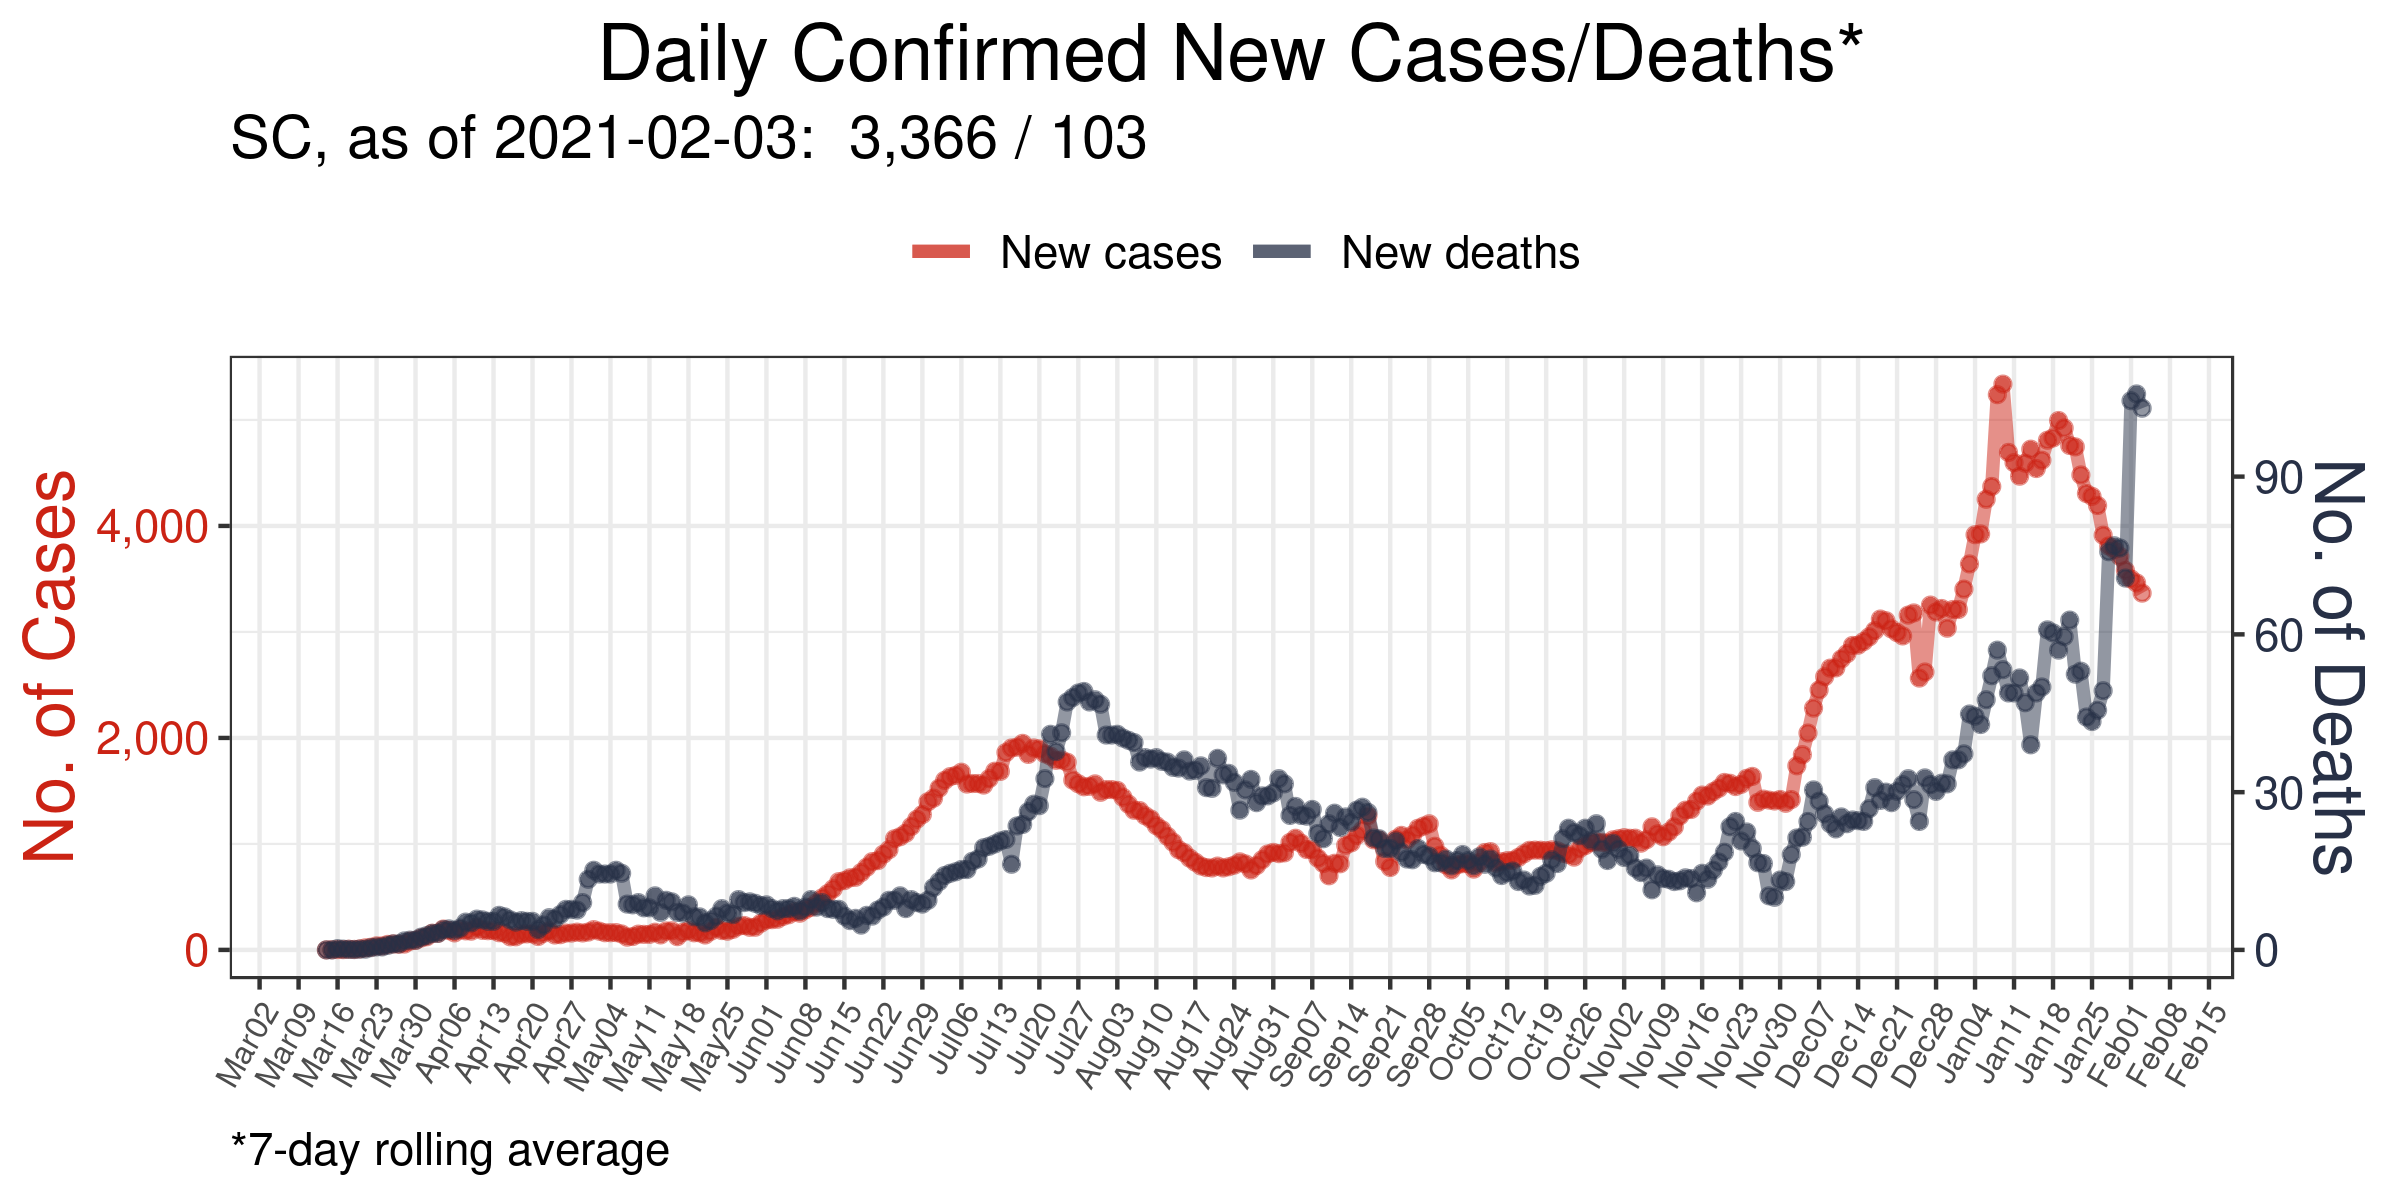 Daily Confirmed New Cases/Deaths*
SC, as of 2021-02-03:  3,366 / 103
New cases
New deaths
No. of Cases
4,000
2,000
0
90
60
30
0
No. of Deaths
Mar02
Mar09
Mar16
Mar23
Mar30
Apr06
Apr13
Apr20
Apr27
May04
May11
May18
May25
Jun01
Jun08
Jun15
Jun22
Jun29
Jul06
Jul13
Jul20
Jul27
Aug03
Aug10
Aug17
Aug24
Aug31
Sep07
Sep14
Sep21
Sep28
Oct05
Oct12
Oct19
Oct26
Nov02
Nov09
Nov16
Nov23
Nov30
Dec07
Dec14
Dec21
Dec28
Jan04
Jan11
Jan18
Jan25
Feb01
Feb08
Feb15
*7-day rolling average